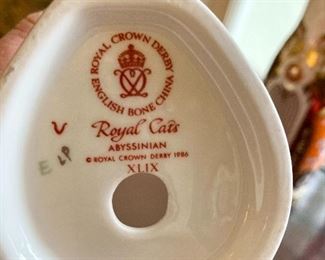 ROYAL CROWN DERBY
ENGLISH BONE CHINA
Royal Cats
ABYSSINIAN
© ROYAL CROWN DERBY 1986
XLIX